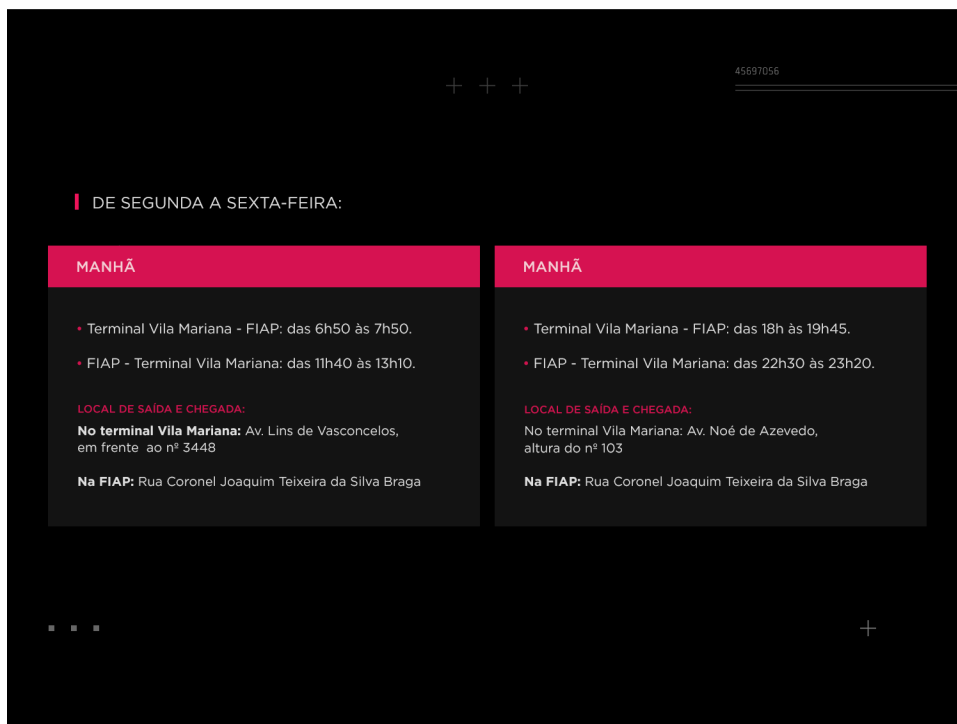 45697056
DE SEGUNDA A SEXTA-FEIRA:
MANHÃ
• Terminal Vila Mariana - FIAP: das 6h50 às 7h50.
• FIAP - Terminal Vila Mariana: das 11h40 às 13h10.
LOCAL DE SAÍDA E CHEGADA:
No terminal Vila Mariana: Av. Lins de Vasconcelos,
em frente ao nº 3448
Na FIAP: Rua Coronel Joaquim Teixeira da Silva Braga
MANHÃ
• Terminal Vila Mariana - FIAP: das 18h às 19h45.
• FIAP - Terminal Vila Mariana: das 22h30 às 23h20.
LOCAL DE SAÍDA E CHEGADA:
No terminal Vila Mariana: Av. Noé de Azevedo,
altura do nº 103
Na FIAP: Rua Coronel Joaquim Teixeira da Silva Braga